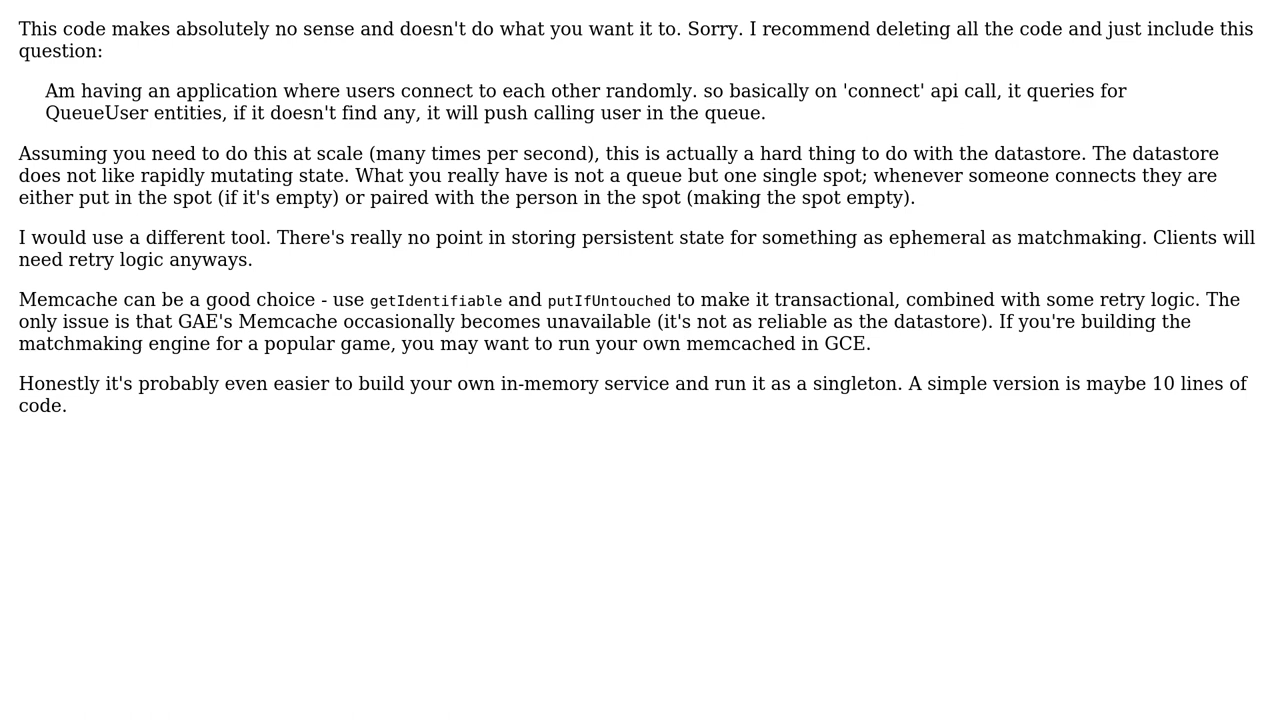 This code makes absolutely no sense and doesn't do what you want it to. Sorry. I recommend deleting all the code and just include this
question:
Am having an application where users connect to each other randomly. so basically on 'connect' api call, it queries for
QueueUser entities, if it doesn't find any, it will push calling user in the queue.
Assuming you need to do this at scale (many times per second), this is actually a hard thing to do with the datastore. The datastore
does not like rapidly mutating state. What you really have is not a queue but one single spot; whenever someone connects they are
either put in the spot (if it's empty) or paired with the person in the spot (making the spot empty).
I would use a different tool. There's really no point in storing persistent state for something as ephemeral as matchmaking. Clients will
need retry logic anyways.
Memcache can be a good choice - use getIdentifiable and putIfUntouched to make it transactional, combined with some retry logic. The
only issue is that GAE's Memcache occasionally becomes unavailable (it's not as reliable as the datastore). If you're building the
matchmaking engine for a popular game, you may want to run your own memcached in GCE.
Honestly it's probably even easier to build your own in-memory service and run it as a singleton. A simple version is maybe 10 lines of
code.